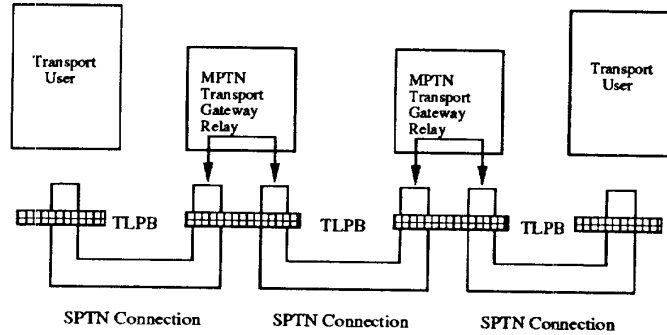 Transport
User
MPTN
Transport
Gateway
Relay
MPTN
Transport
Gateway
Relay
Transport
User
TLPB
TLPB
TLPB
SPTN Connection
SPTN Connection
SPTN Connection